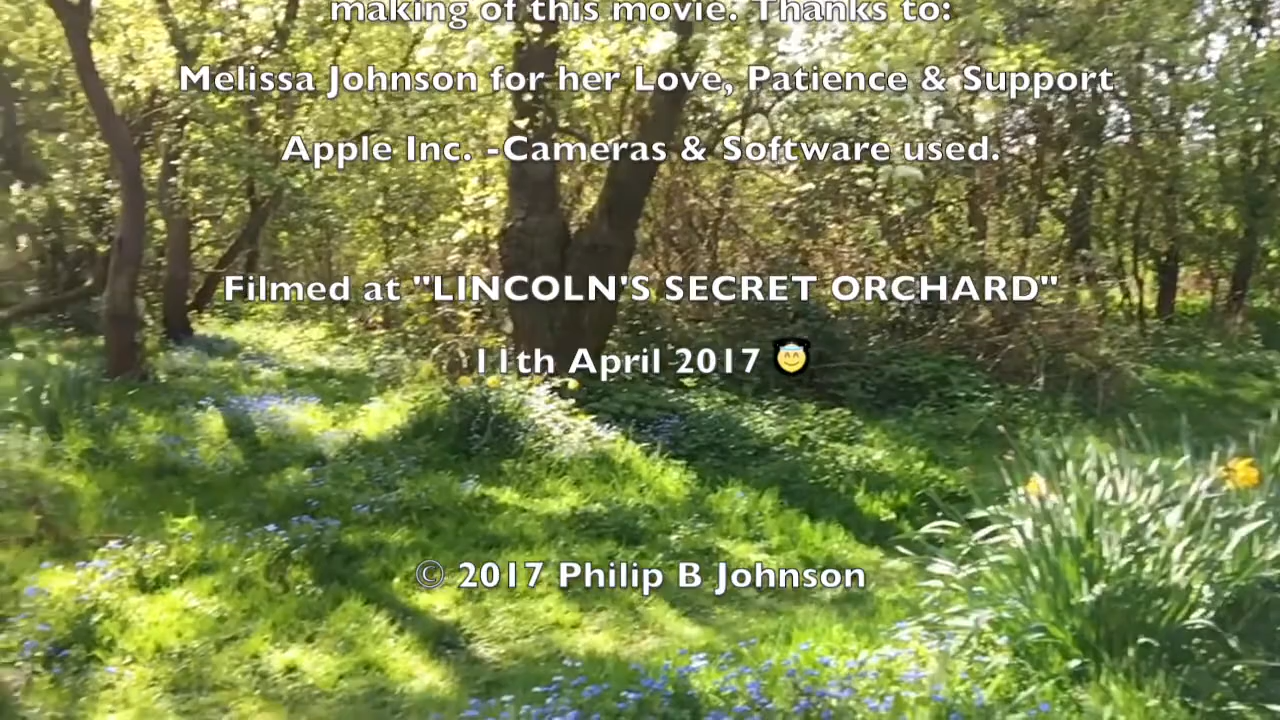 making of this movie. Thanks to:
Melissa Johnson for her Love, Patience & Support
Apple Inc. -Cameras & Software used.
Filmed at "LINCOLN'S SECRET ORCHARD"
11th April 2017 😇
© 2017 Philip B Johnson